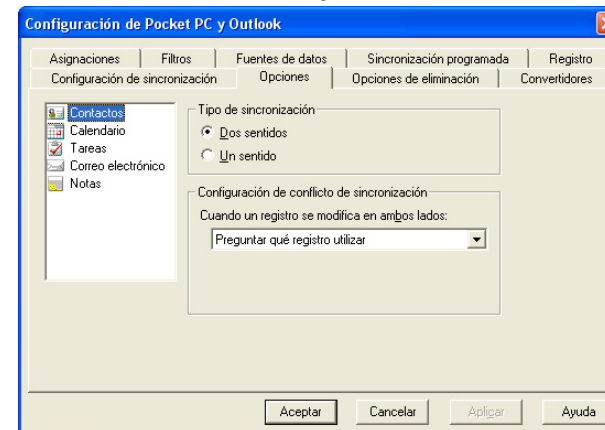 Configuración de Pocket PC y Outlook
Asignaciones Filtros Fuentes de datos Sincronización programada Registro
Configuración de sincronización Opciones Opciones de eliminación Convertidores
Contactos
Calendario
Tareas
Correo electrónico
Notas
Tipo de sincronización
Dos sentidos
Un sentido
Configuración de conflicto de sincronización
Cuando un registro se modifica en ambos lados:
Preguntar qué registro utilizar
Aceptar Cancelar Aplicar Ayuda